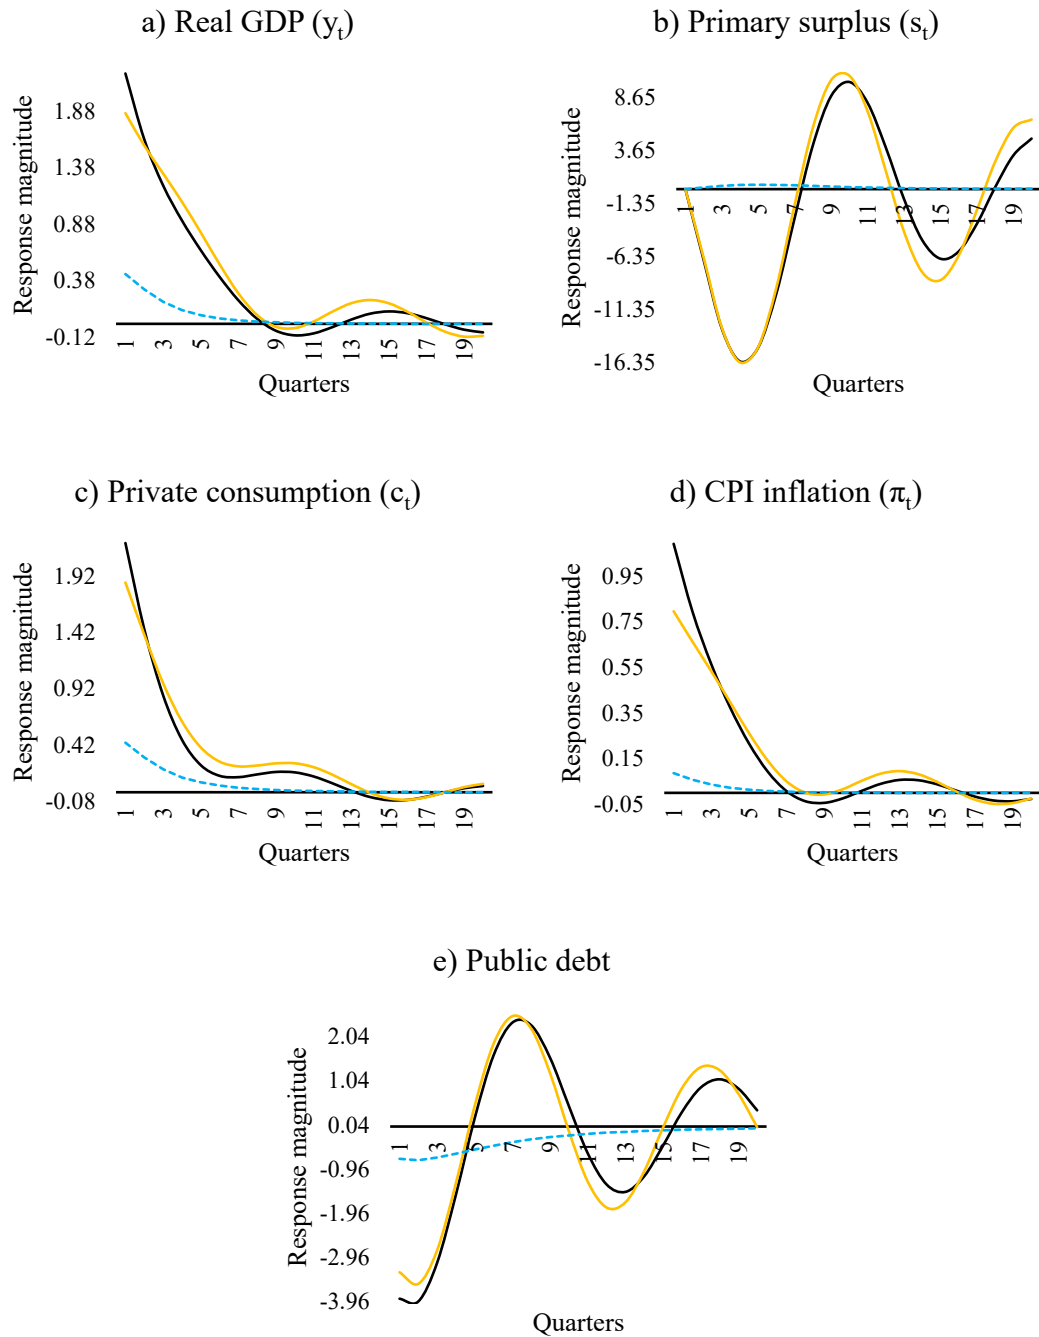 a) Real GDP (yt)
Response magnitude
1.88
1.38
0.88
0.38
-0.12
1 3 5 7 9 11 13 15 17 19
Quarters
b) Primary surplus (st)
Response magnitude
8.65
3.65
-1.35
-6.35
-11.35
-16.35
1 3 5 7 9 11 13 15 17 19
Quarters
c) Private consumption (ct)
Response magnitude
1.92
1.42
0.92
0.42
-0.08
1 3 5 7 9 11 13 15 17 19
Quarters
d) CPI inflation (πt)
Response magnitude
0.95
0.75
0.55
0.35
0.15
-0.05
1 3 5 7 9 11 13 15 17 19
Quarters
e) Public debt
Response magnitude
2.04
1.04
0.04
-0.96
-1.96
-2.96
-3.96
1 3 5 7 9 11 13 15 17 19
Quarters